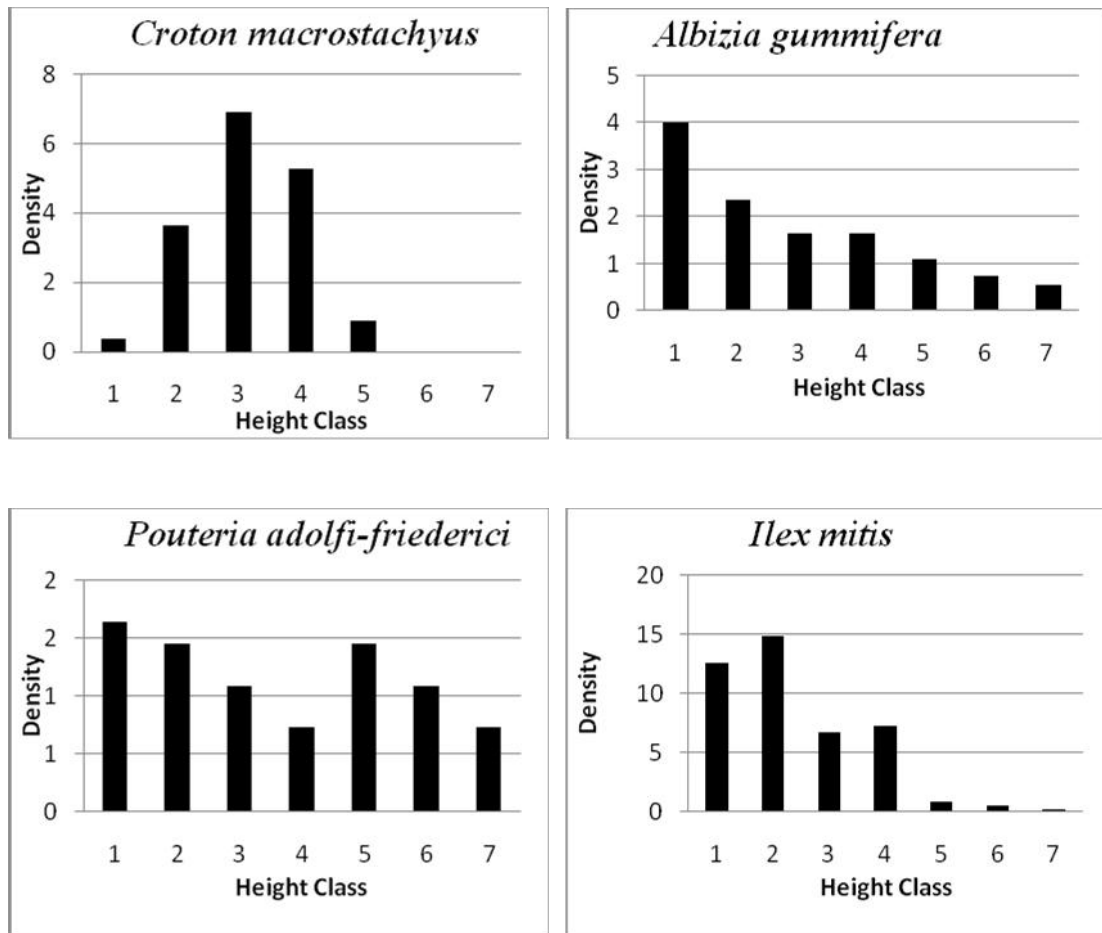 Croton macrostachyus
8
6
4
2
0
Density
1 2 3 4 5 6 7
Height Class
Albizia gummifera
5
4
3
2
1
0
Density
1 2 3 4 5 6 7
Height Class
Pouteria adolfi-friederici
2
2
1
1
0
Density
1 2 3 4 5 6 7
Height Class
Ilex mitis
20
15
10
5
0
Density
1 2 3 4 5 6 7
Height Class